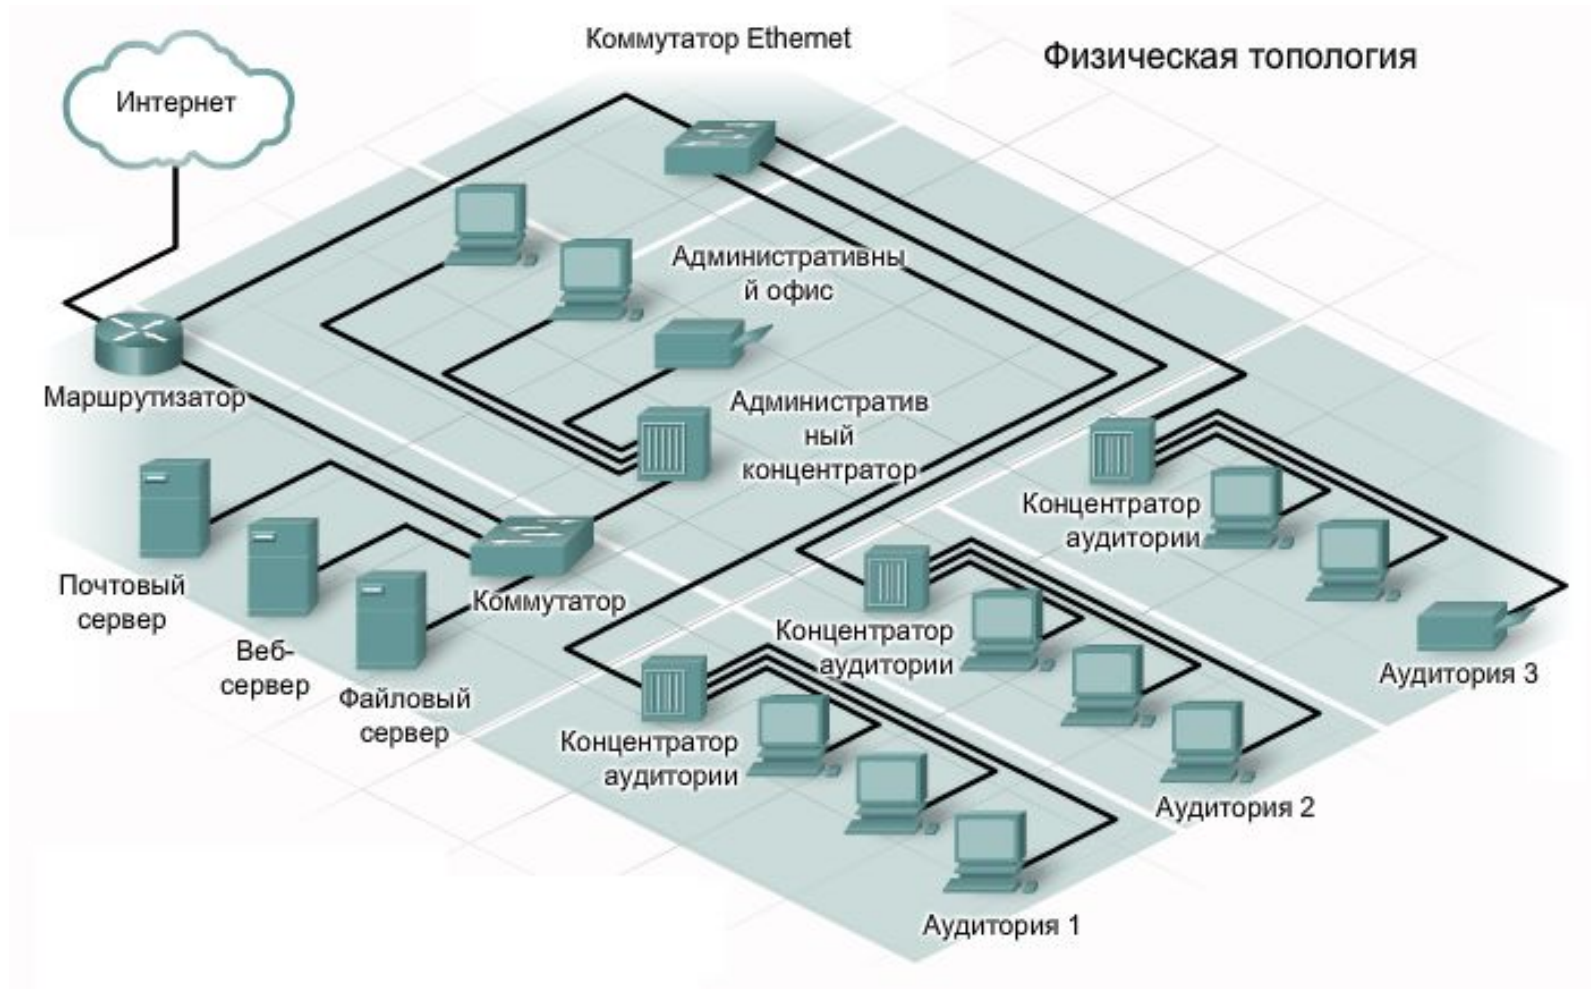 Коммутатор Ethernet
Физическая топология
Интернет
Административны
й офис
Маршрутизатор
Административ
ный
концентратор
Концентратор
аудитории
Почтовый
сервер
Коммутатор
Концентратор
аудитории
Веб-
сервер
Файловый
сервер
Аудитория 3
Концентратор
аудитории
Аудитория 2
Аудитория 1